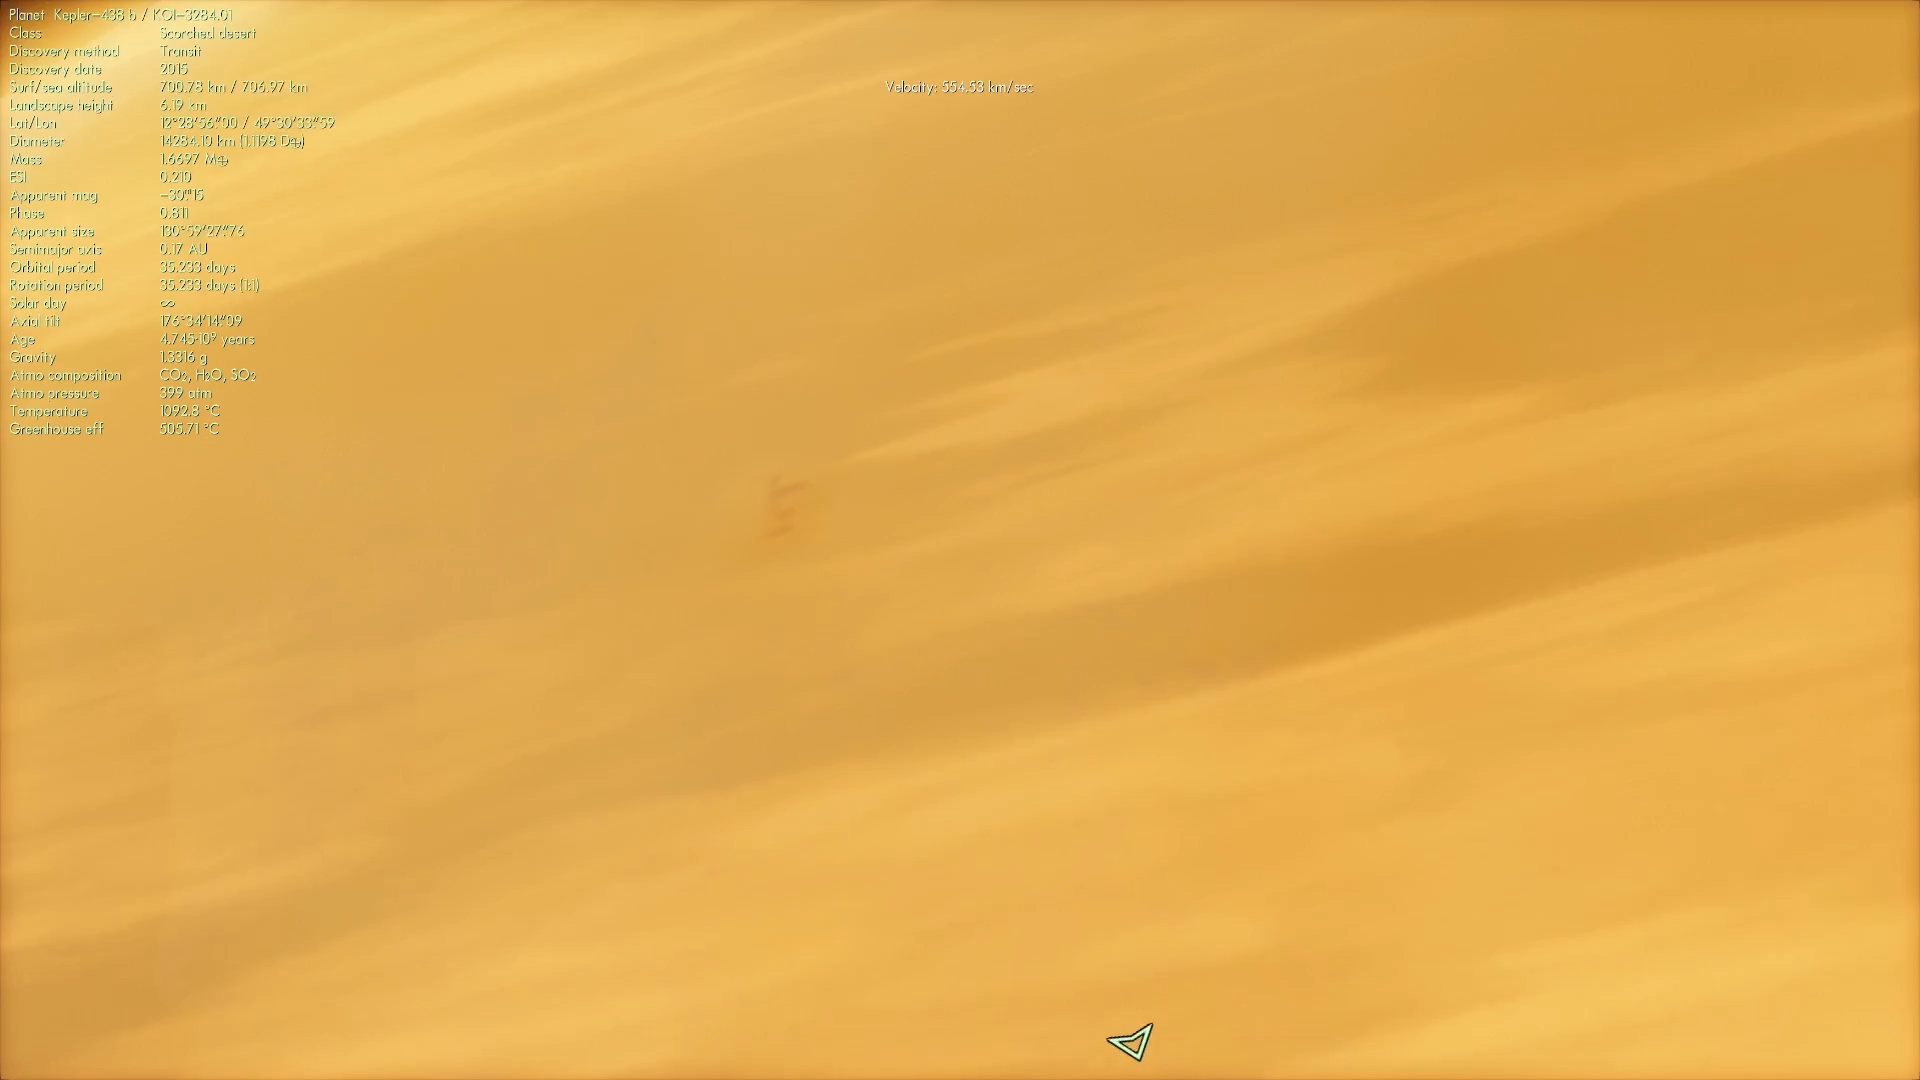 Planet Kepler-438 b / KOI-3284.01
Class Scorched desert
Discovery method Transit
Discovery date 2015
Surf/sea altitude 700.78 km / 706.97 km
Velocity: 554.53 km/sec
Landscape height 6.19 km
Lat/Lon 12°28'56."00 / 49°30'33."59
Diameter 14284.10 km (1.1198 D⊕)
Mass 1.6697 M⊕
ESI 0.210
Apparent mag -30.ᵐ15
Phase 0.811
Apparent size 130°59'27."76
Semimajor axis 0.17 AU
Orbital period 35.233 days
Rotation period 35.233 days (1:1)
Solar day ∞
Axial tilt 176°34'14."09
Age 4.745·10⁹ years
Gravity 1.3316 g
Atmo composition CO₂, H₂O, SO₂
Atmo pressure 399 atm
Temperature 1092.8 °C
Greenhouse eff 505.71 °C